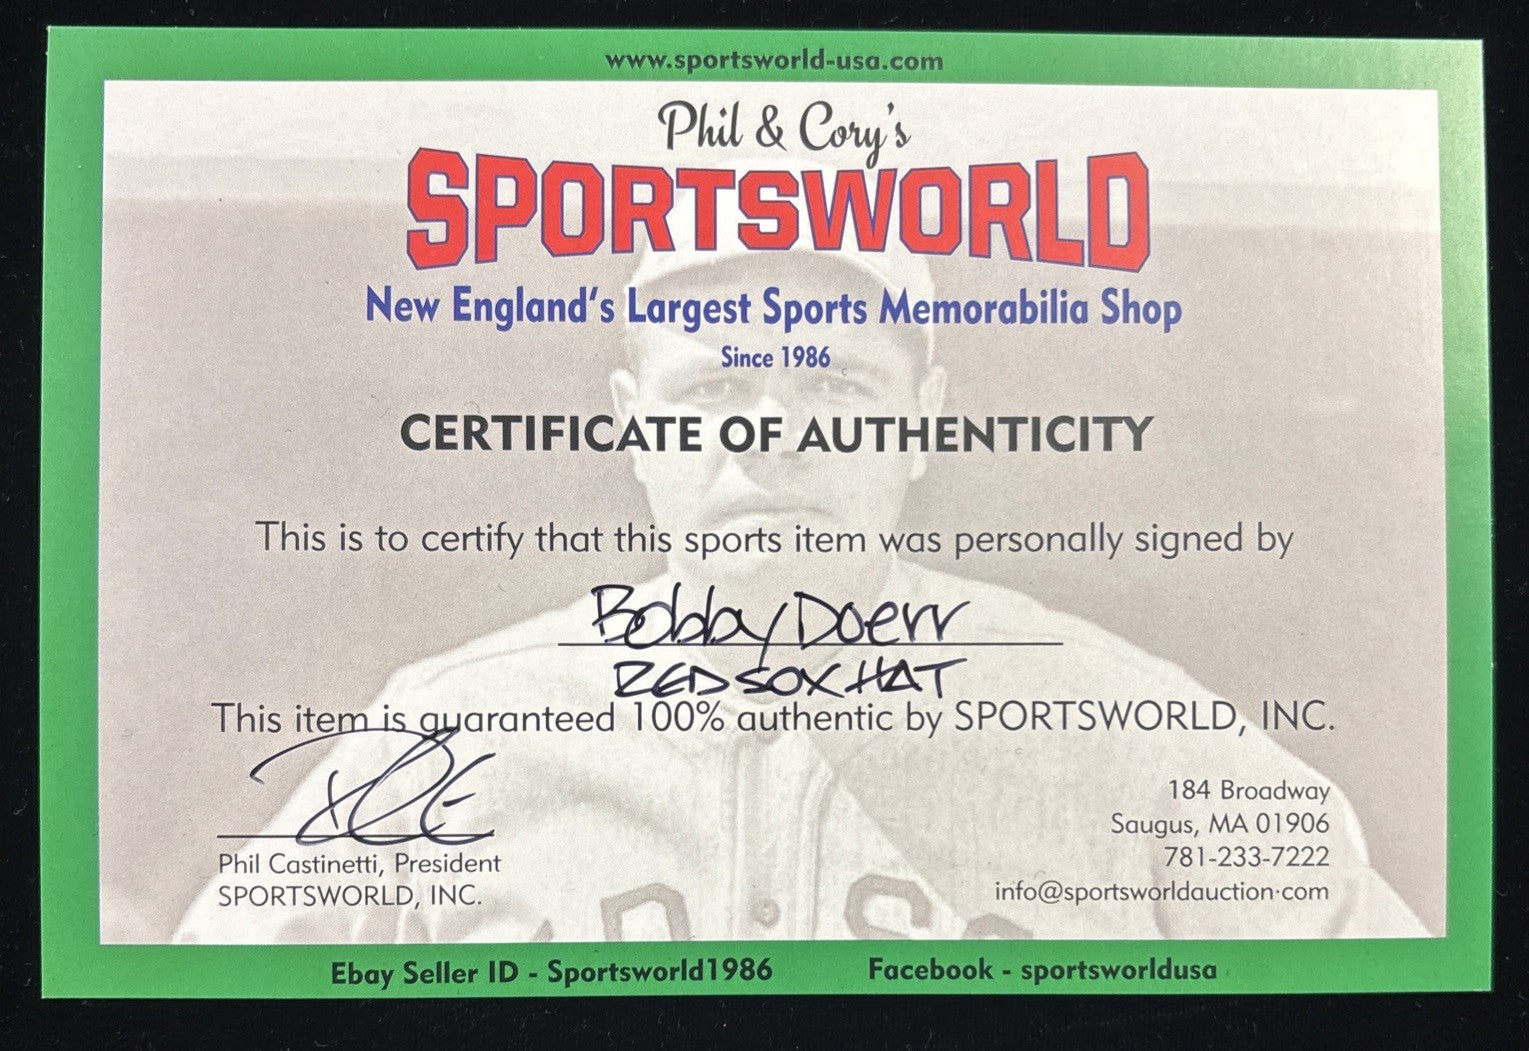 www.sportsworld-usa.com
Phil & Cory's
SPORTSWORLD
New England's Largest Sports Memorabilia Shop
Since 1986
CERTIFICATE OF AUTHENTICITY
This is to certify that this sports item was personally signed by
Bobby Doerr
RED SOX HAT
This item is guaranteed 100% authentic by SPORTSWORLD, INC.
184 Broadway
Saugus, MA 01906
781-233-7222
info@sportsworldauction.com
Phil Castinetti, President
SPORTSWORLD, INC.
Ebay Seller ID - Sportsworld1986 Facebook - sportsworldusa